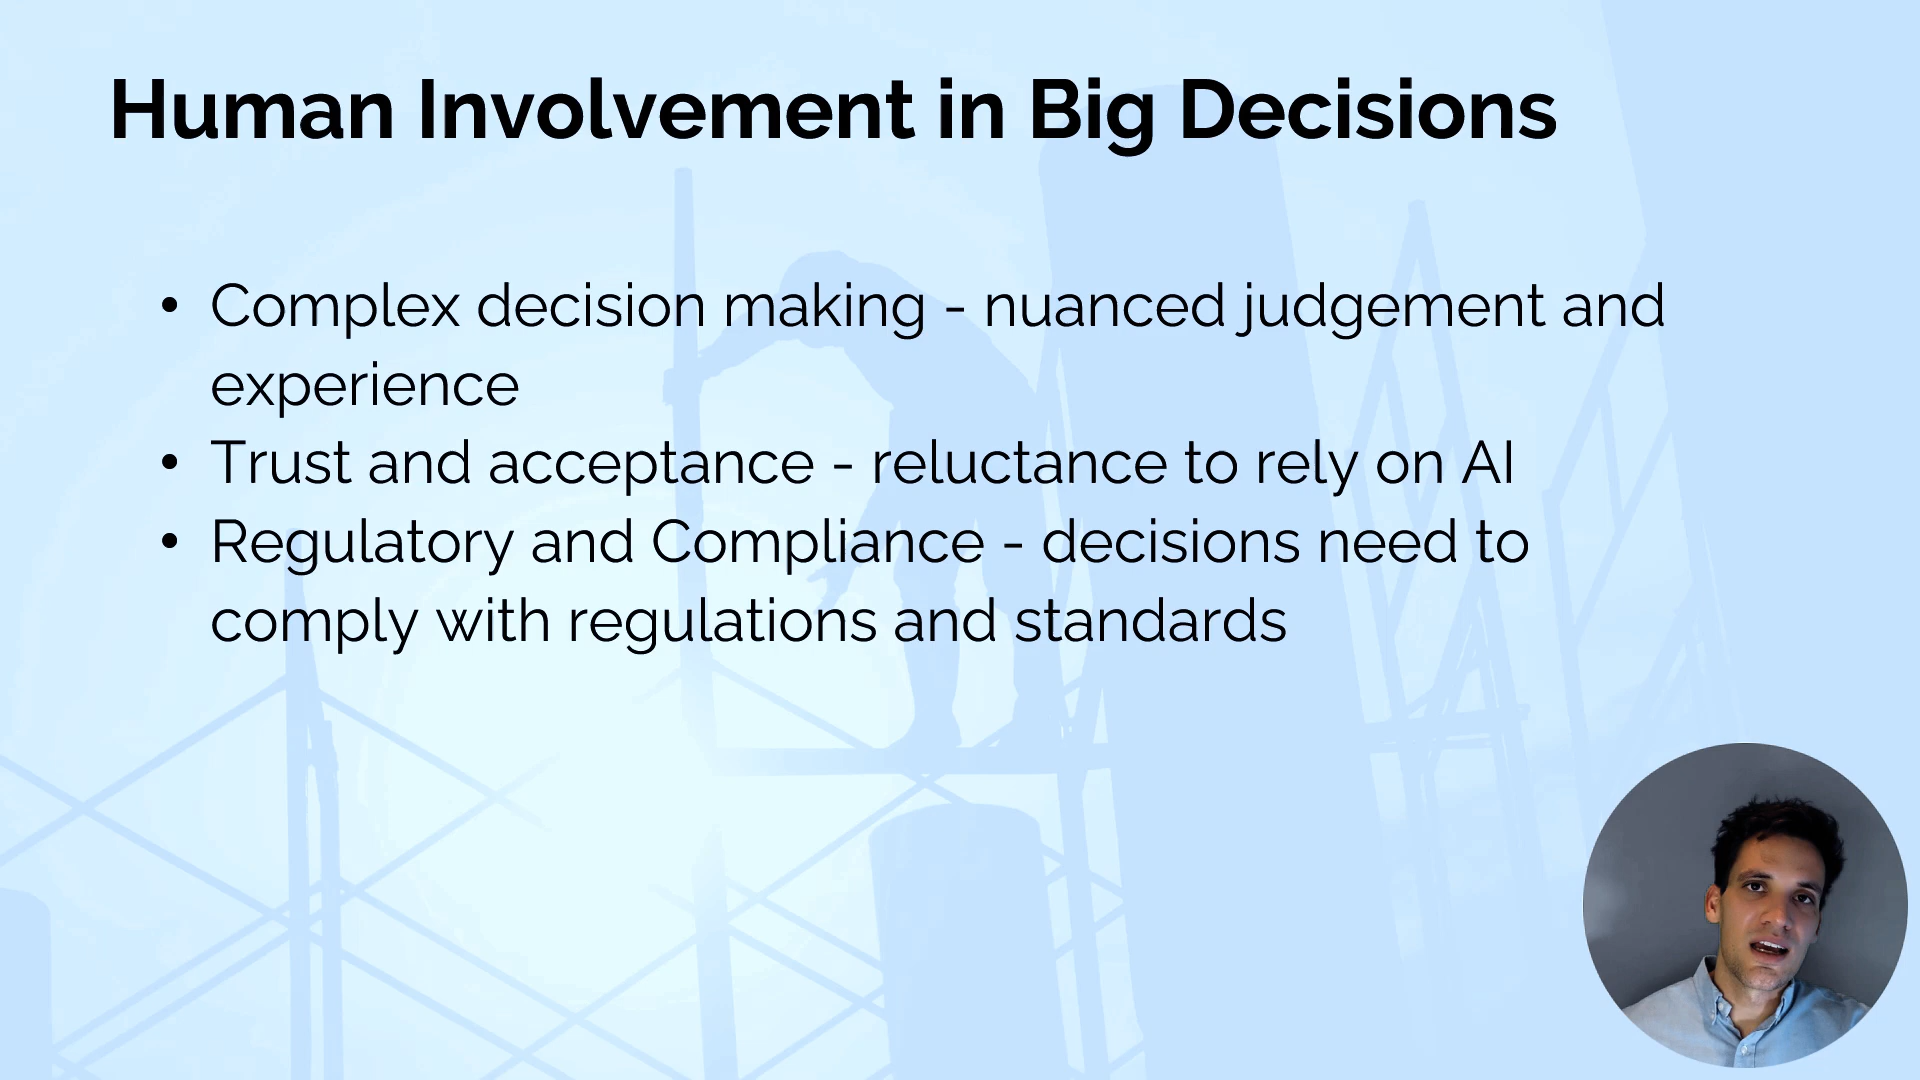 Human Involvement in Big Decisions
• Complex decision making - nuanced judgement and
experience
• Trust and acceptance - reluctance to rely on AI
• Regulatory and Compliance - decisions need to
comply with regulations and standards